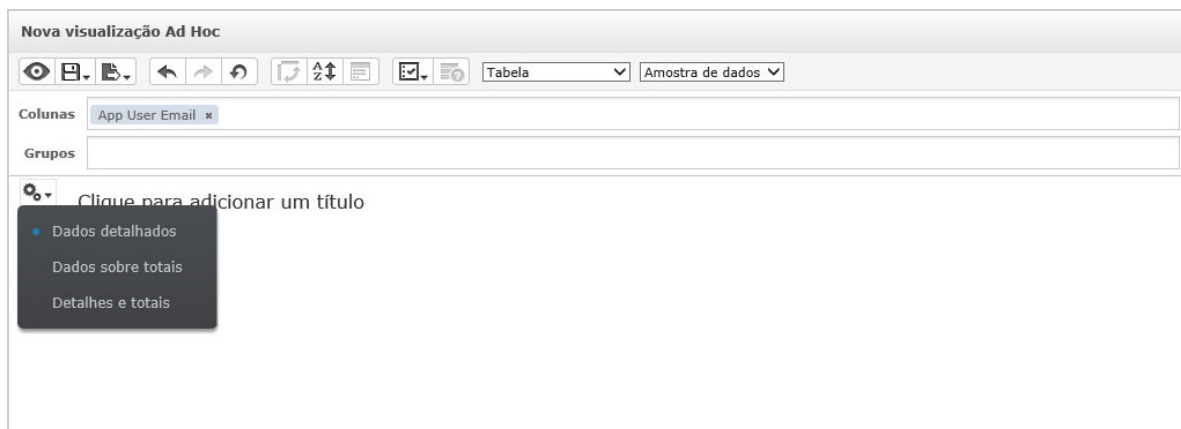 Nova visualização Ad Hoc
Tabela Amostra de dados
Colunas App User Email
Grupos
Clique para adicionar um título
Dados detalhados
Dados sobre totais
Detalhes e totais